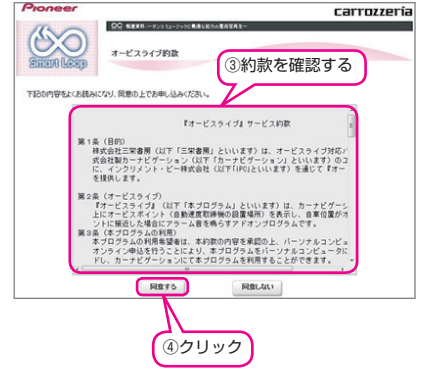 Pioneer
carrozzeria
Smart Loop
オービスライブ約款
③約款を確認する
下記の内容をよくお読みになり、同意の上でお申し込みください。
『オービスライブ』サービス約款
第1条（目的）
株式会社三栄書房（以下「三栄書房」といいます）は、オービスライブ対応パ
式会社製カーナビゲーション（以下「カーナビゲーション」といいます）のユ
に、インクリメント・ピー株式会社（以下「IPC」といいます）を通じて『オー
を提供します。
第2条（オービスライブ）
『オービスライブ』（以下「本プログラム」といいます）は、カーナビゲーシ
上にオービスポイント（自動速度取締機の設置場所）を表示し、自車位置がオ
ントに接近した場合にアラーム音を鳴らすアドオンプログラムです。
第3条（本プログラムの利用）
本プログラムの利用希望者は、本約款の内容を承認の上、パーソナルコンピュ
オンライン申込を行うことにより、本プログラムをパーソナルコンピュータに
ドし、カーナビゲーションにて本プログラムを利用することができます。
同意する
同意しない
④クリック